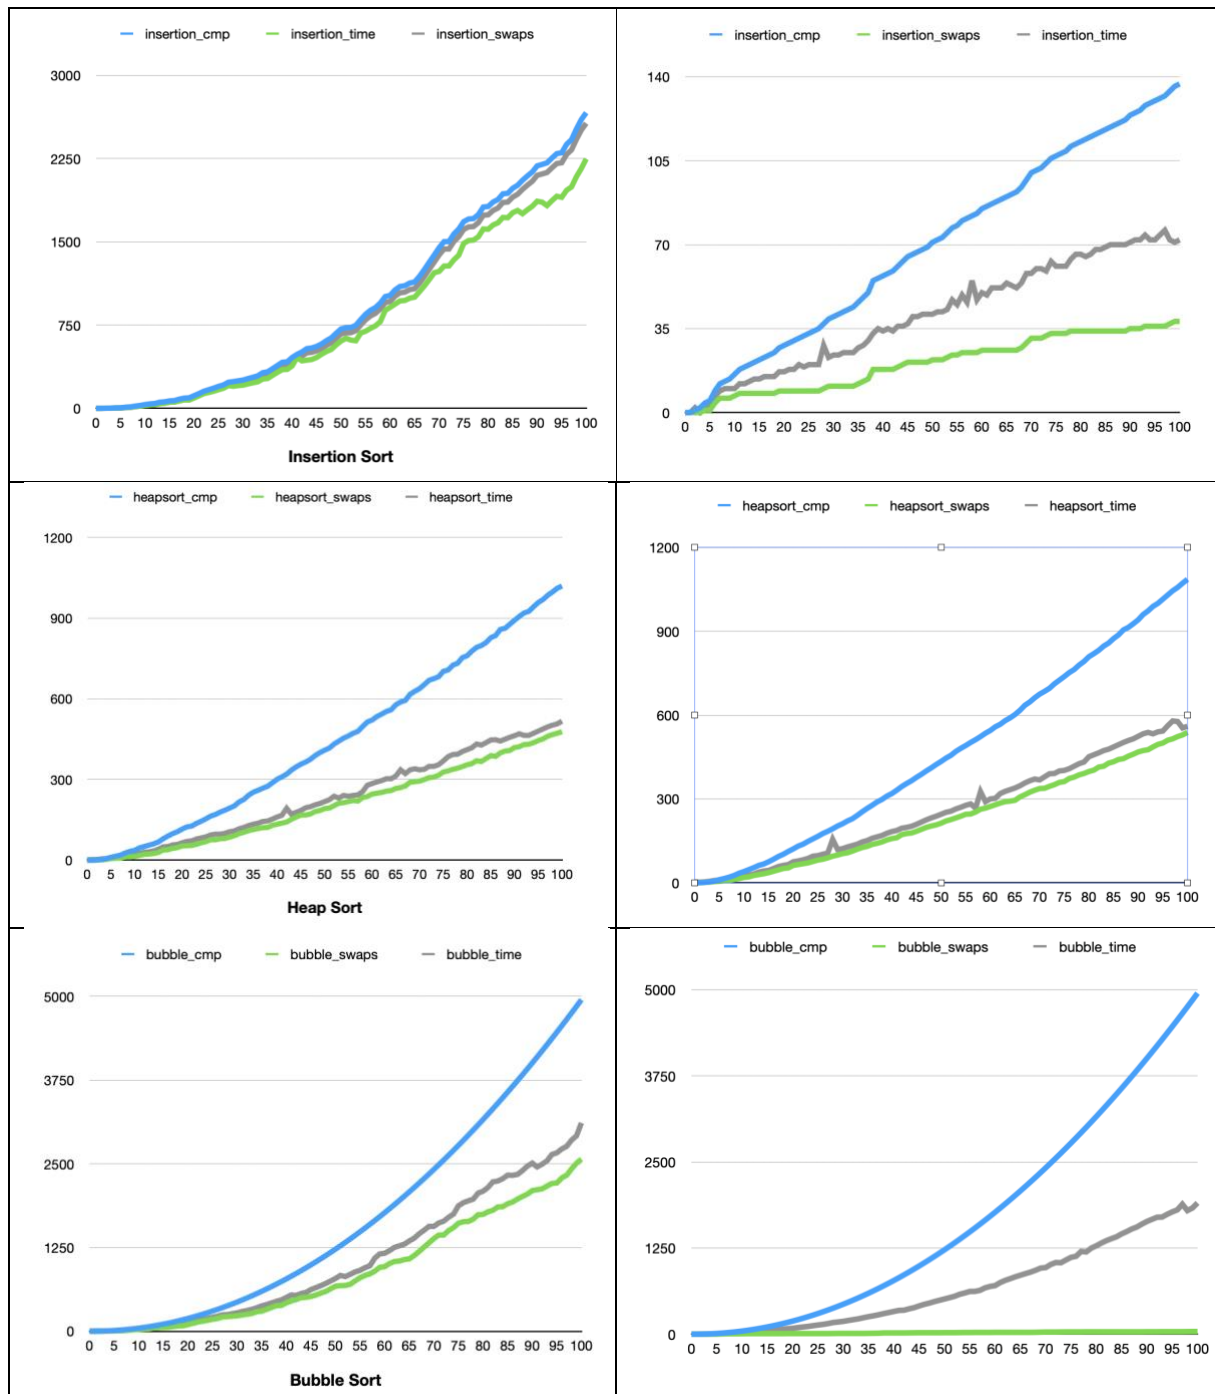 insertion_cmp insertion_time insertion_swaps
3000
2250
1500
750
0
0 5 10 15 20 25 30 35 40 45 50 55 60 65 70 75 80 85 90 95 100
Insertion Sort
insertion_cmp insertion_swaps insertion_time
140
105
70
35
0
0 5 10 15 20 25 30 35 40 45 50 55 60 65 70 75 80 85 90 95 100
heapsort_cmp heapsort_swaps heapsort_time
1200
900
600
300
0
0 5 10 15 20 25 30 35 40 45 50 55 60 65 70 75 80 85 90 95 100
Heap Sort
heapsort_cmp heapsort_swaps heapsort_time
1200
900
600
300
0
0 5 10 15 20 25 30 35 40 45 50 55 60 65 70 75 80 85 90 95 100
bubble_cmp bubble_swaps bubble_time
5000
3750
2500
1250
0
0 5 10 15 20 25 30 35 40 45 50 55 60 65 70 75 80 85 90 95 100
Bubble Sort
bubble_cmp bubble_swaps bubble_time
5000
3750
2500
1250
0
0 5 10 15 20 25 30 35 40 45 50 55 60 65 70 75 80 85 90 95 100